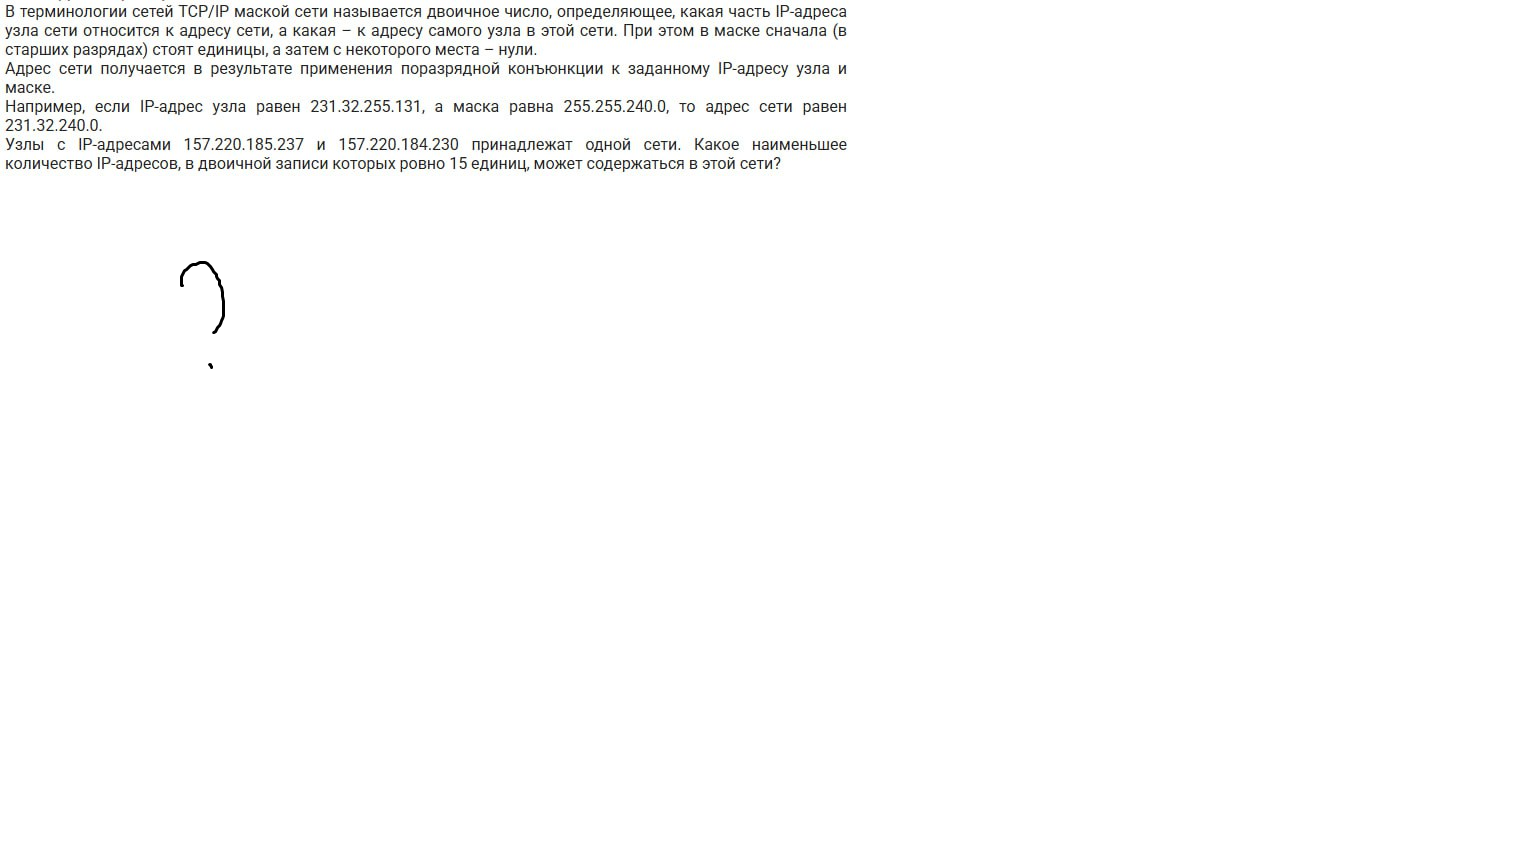 В терминологии сетей TCP/IP маской сети называется двоичное число, определяющее, какая часть IP-адреса
узла сети относится к адресу сети, а какая – к адресу самого узла в этой сети. При этом в маске сначала (в
старших разрядах) стоят единицы, а затем с некоторого места – нули.
Адрес сети получается в результате применения поразрядной конъюнкции к заданному IP-адресу узла и
маске.
Например, если IP-адрес узла равен 231.32.255.131, а маска равна 255.255.240.0, то адрес сети равен
231.32.240.0.
Узлы с IP-адресами 157.220.185.237 и 157.220.184.230 принадлежат одной сети. Какое наименьшее
количество IP-адресов, в двоичной записи которых ровно 15 единиц, может содержаться в этой сети?
?